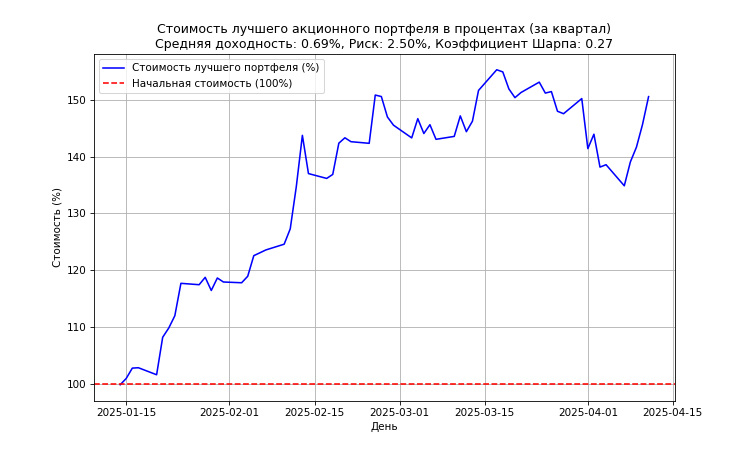 Стоимость лучшего акционного портфеля в процентах (за квартал)
Средняя доходность: 0.69%, Риск: 2.50%, Коэффициент Шарпа: 0.27
Стоимость лучшего портфеля (%)
Начальная стоимость (100%)
Стоимость (%)
150
140
130
120
110
100
2025-01-15 2025-02-01 2025-02-15 2025-03-01 2025-03-15 2025-04-01 2025-04-15
День